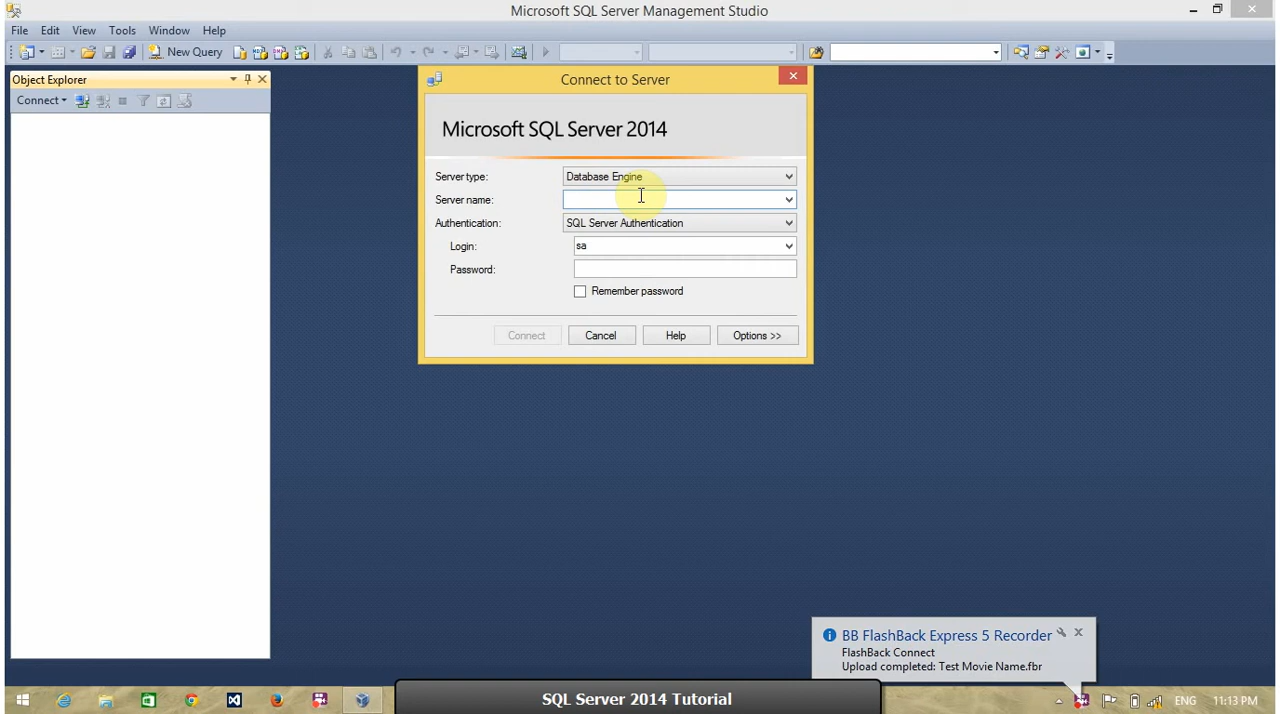 Microsoft SQL Server Management Studio
File Edit View Tools Window Help
New Query
Object Explorer
Connect
Connect to Server
Microsoft SQL Server 2014
Server type: Database Engine
Server name:
Authentication: SQL Server Authentication
Login: sa
Password:
Remember password
Connect Cancel Help Options >>
BB FlashBack Express 5 Recorder
FlashBack Connect
Upload completed: Test Movie Name.fbr
SQL Server 2014 Tutorial
ENG 11:13 PM